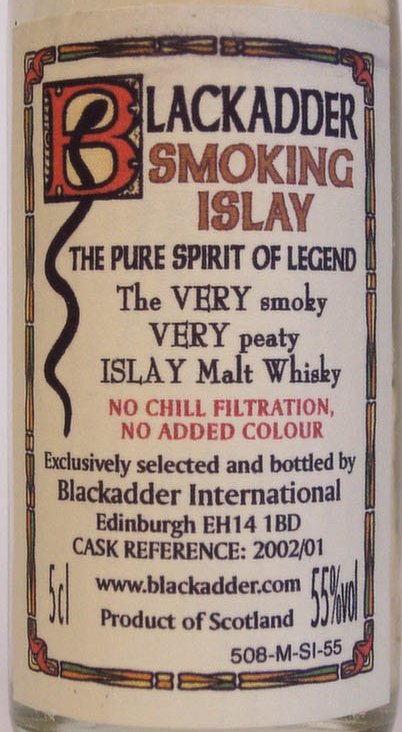 BLACKADDER
SMOKING
ISLAY
THE PURE SPIRIT OF LEGEND
The VERY smoky
VERY peaty
ISLAY Malt Whisky
NO CHILL FILTRATION,
NO ADDED COLOUR
Exclusively selected and bottled by
Blackadder International
Edinburgh EH14 1BD
CASK REFERENCE: 2002/01
5cl www.blackadder.com 55%vol
Product of Scotland
508-M-SI-55